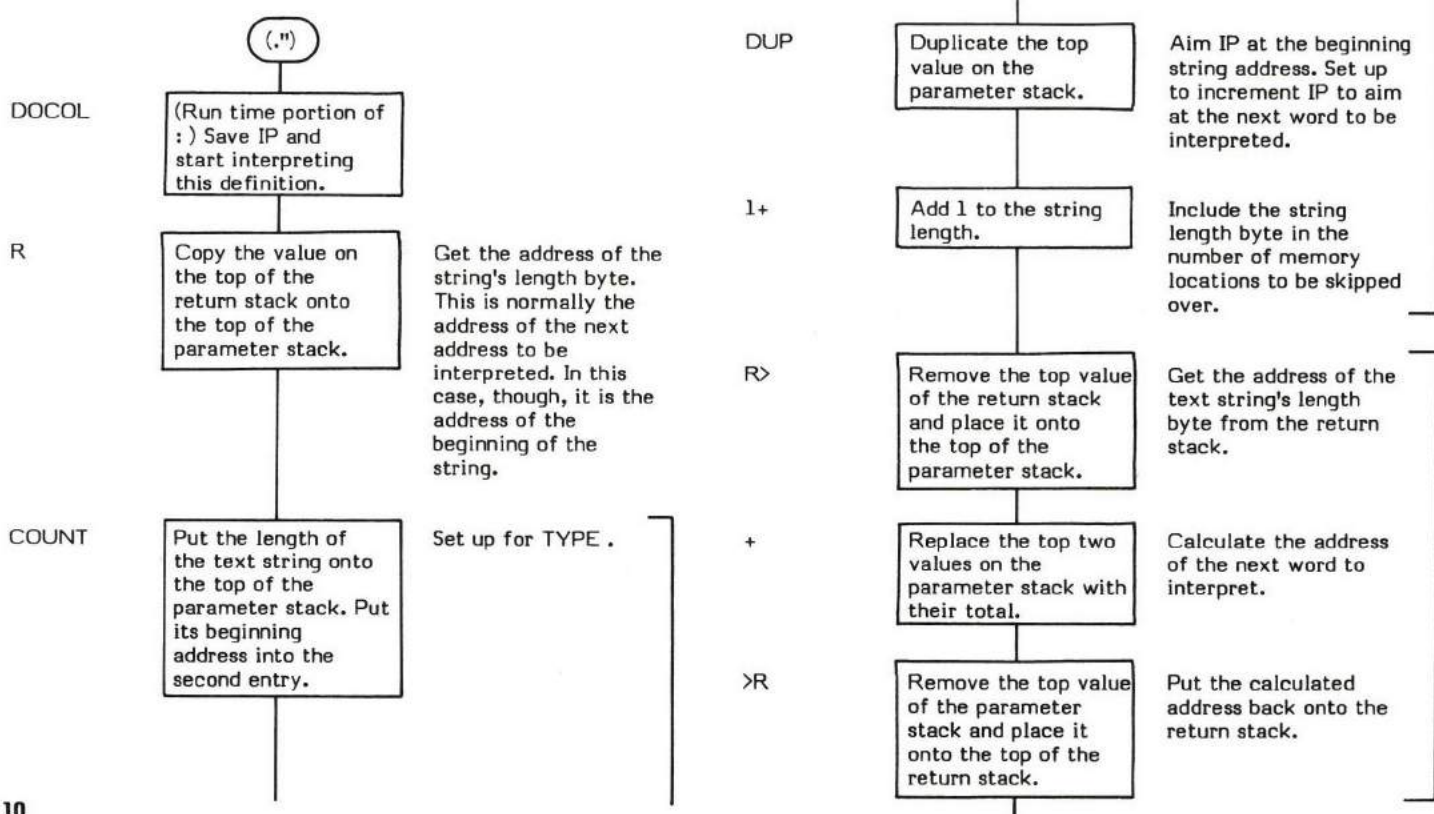 (.")
DOCOL
(Run time portion of
: ) Save IP and
start interpreting
this definition.
R
Copy the value on
the top of the
return stack onto
the top of the
parameter stack.
Get the address of the
string's length byte.
This is normally the
address of the next
address to be
interpreted. In this
case, though, it is the
address of the
beginning of the
string.
COUNT
Put the length of
the text string onto
the top of the
parameter stack. Put
its beginning
address into the
second entry.
Set up for TYPE .
10
DUP
Duplicate the top
value on the
parameter stack.
Aim IP at the beginning
string address. Set up
to increment IP to aim
at the next word to be
interpreted.
1+
Add 1 to the string
length.
Include the string
length byte in the
number of memory
locations to be skipped
over.
R>
Remove the top value
of the return stack
and place it onto
the top of the
parameter stack.
Get the address of the
text string's length
byte from the return
stack.
+
Replace the top two
values on the
parameter stack with
their total.
Calculate the address
of the next word to
interpret.
>R
Remove the top value
of the parameter
stack and place it
onto the top of the
return stack.
Put the calculated
address back onto the
return stack.